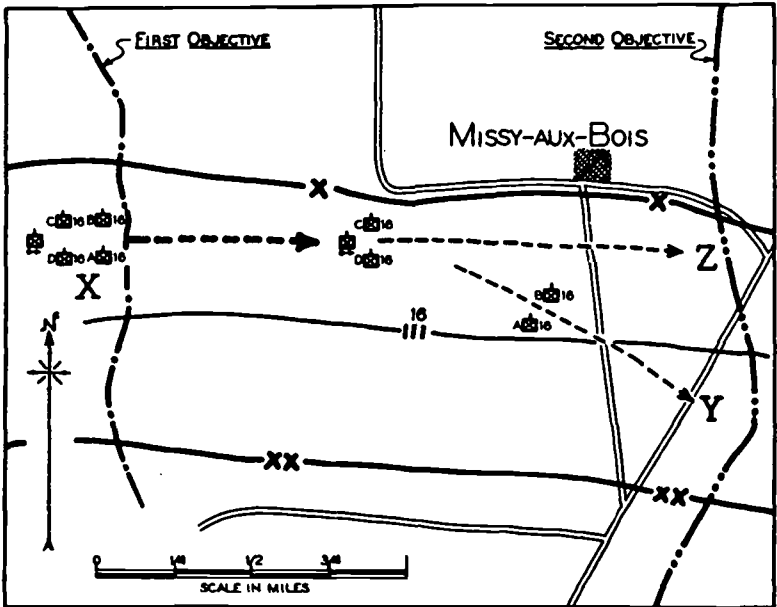 FIRST OBJECTIVE
SECOND OBJECTIVE
MISSY-AUX-BOIS
X
X
C 16 B 16
D 16 A 16
X
C 16
D 16
Z
B 16
A 16
N
16
III
Y
XX
XX
0 1/4 1/2 3/4
SCALE IN MILES